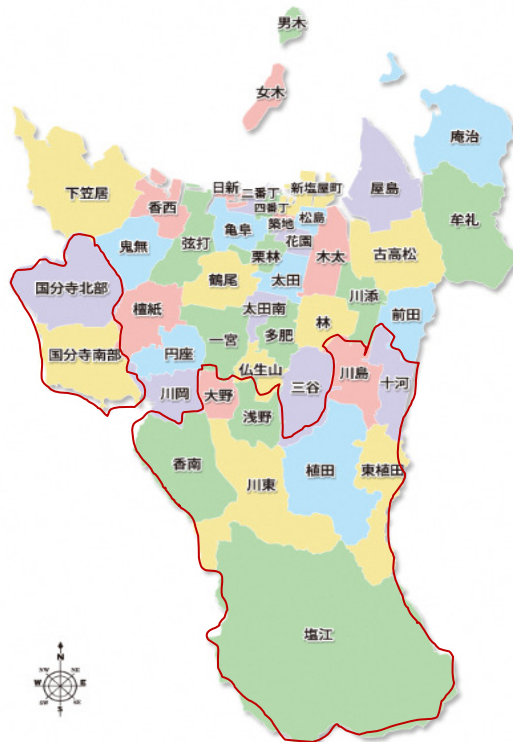 男木
女木
庵治
下笠居
香西
日新
二番丁
新塩屋町
屋島
四番丁
松島
築地
牟礼
鬼無
弦打
亀阜
花園
栗林
木太
古高松
国分寺北部
鶴尾
太田
川添
檀紙
太田南
林
前田
国分寺南部
円座
一宮
多肥
仏生山
川岡
大野
三谷
川島
十河
浅野
香南
川東
植田
東植田
塩江
N
NW
NE
W
E
SW
SE
S